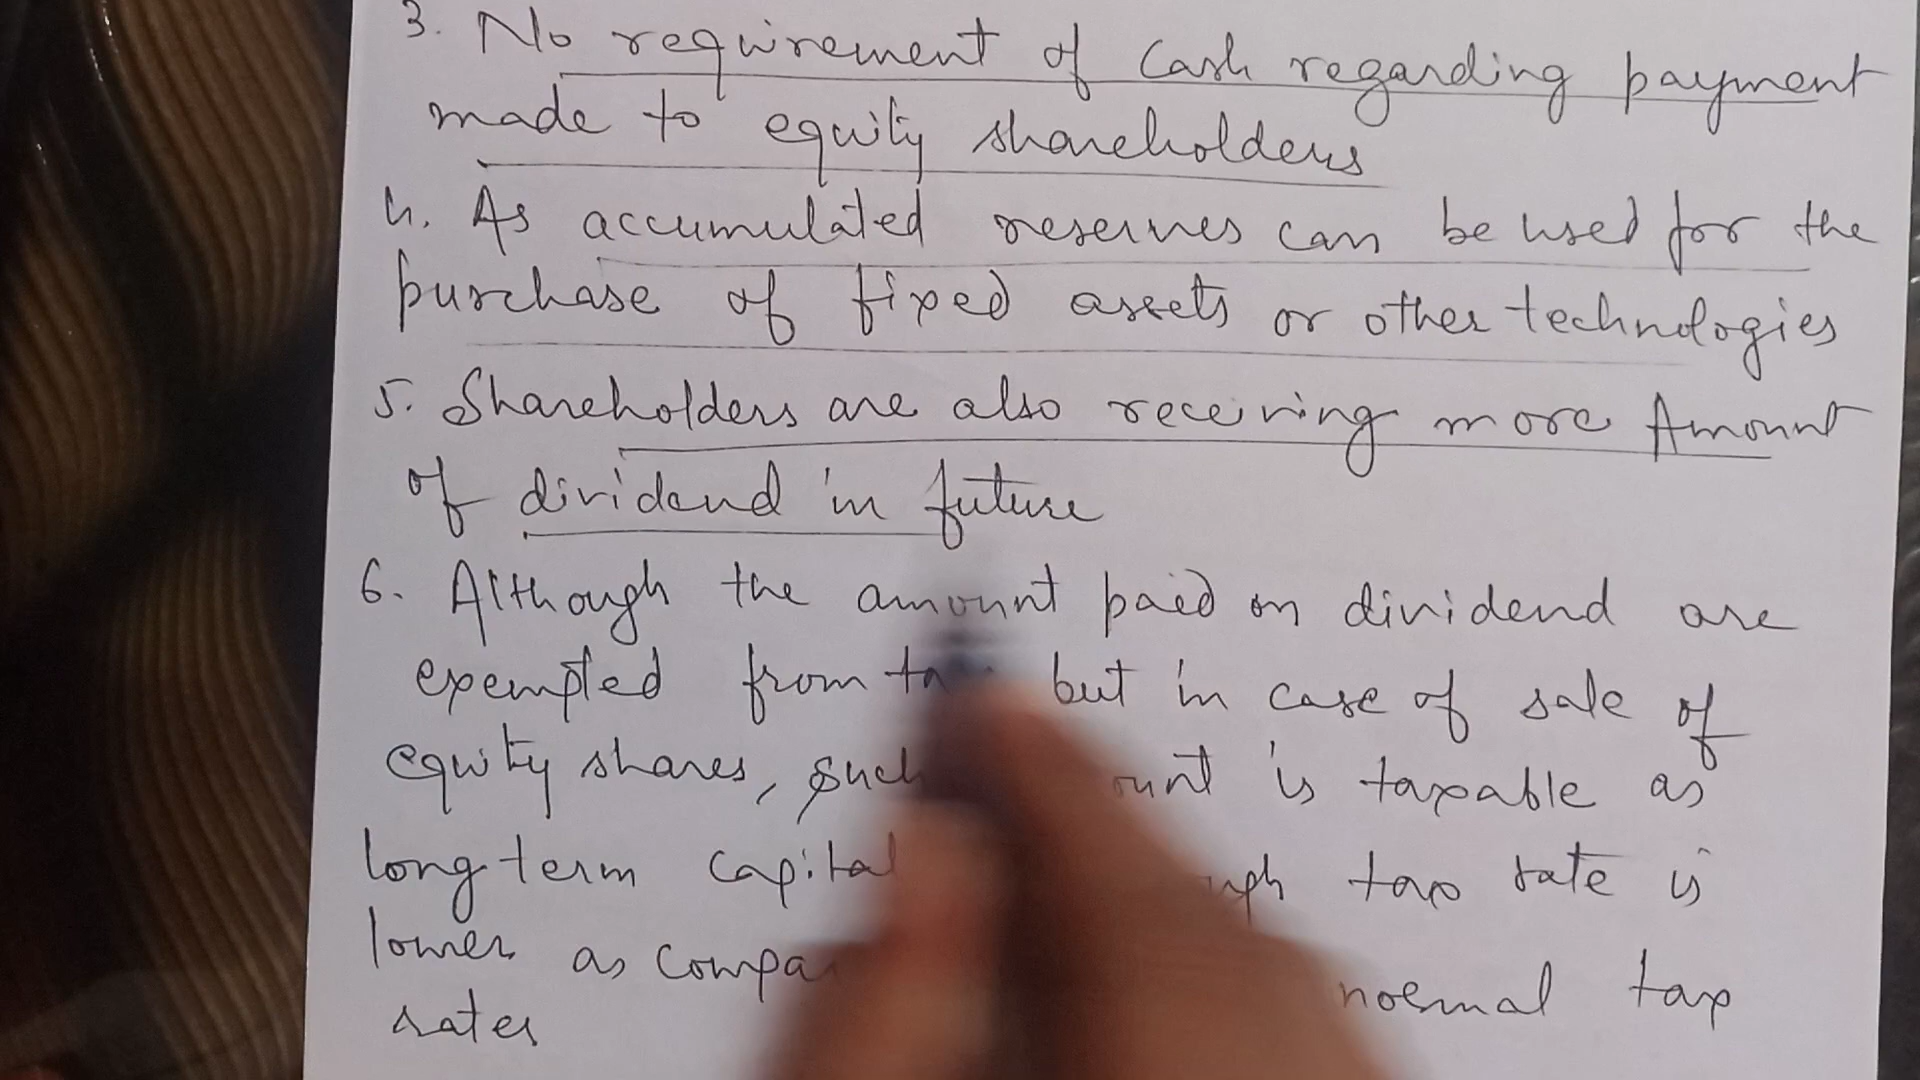 3. No requirement of Cash regarding payment
made to equity shareholders
4. As accumulated reserves can be used for the
purchase of fixed assets or other technologies
5. Shareholders are also receiving more Amount
of dividend in future
6. Although the amount paid on dividend are
exempted from but in case of sale of
equity shares, such is taxable as
long term capital tax rate is
lower as normal tax
rates